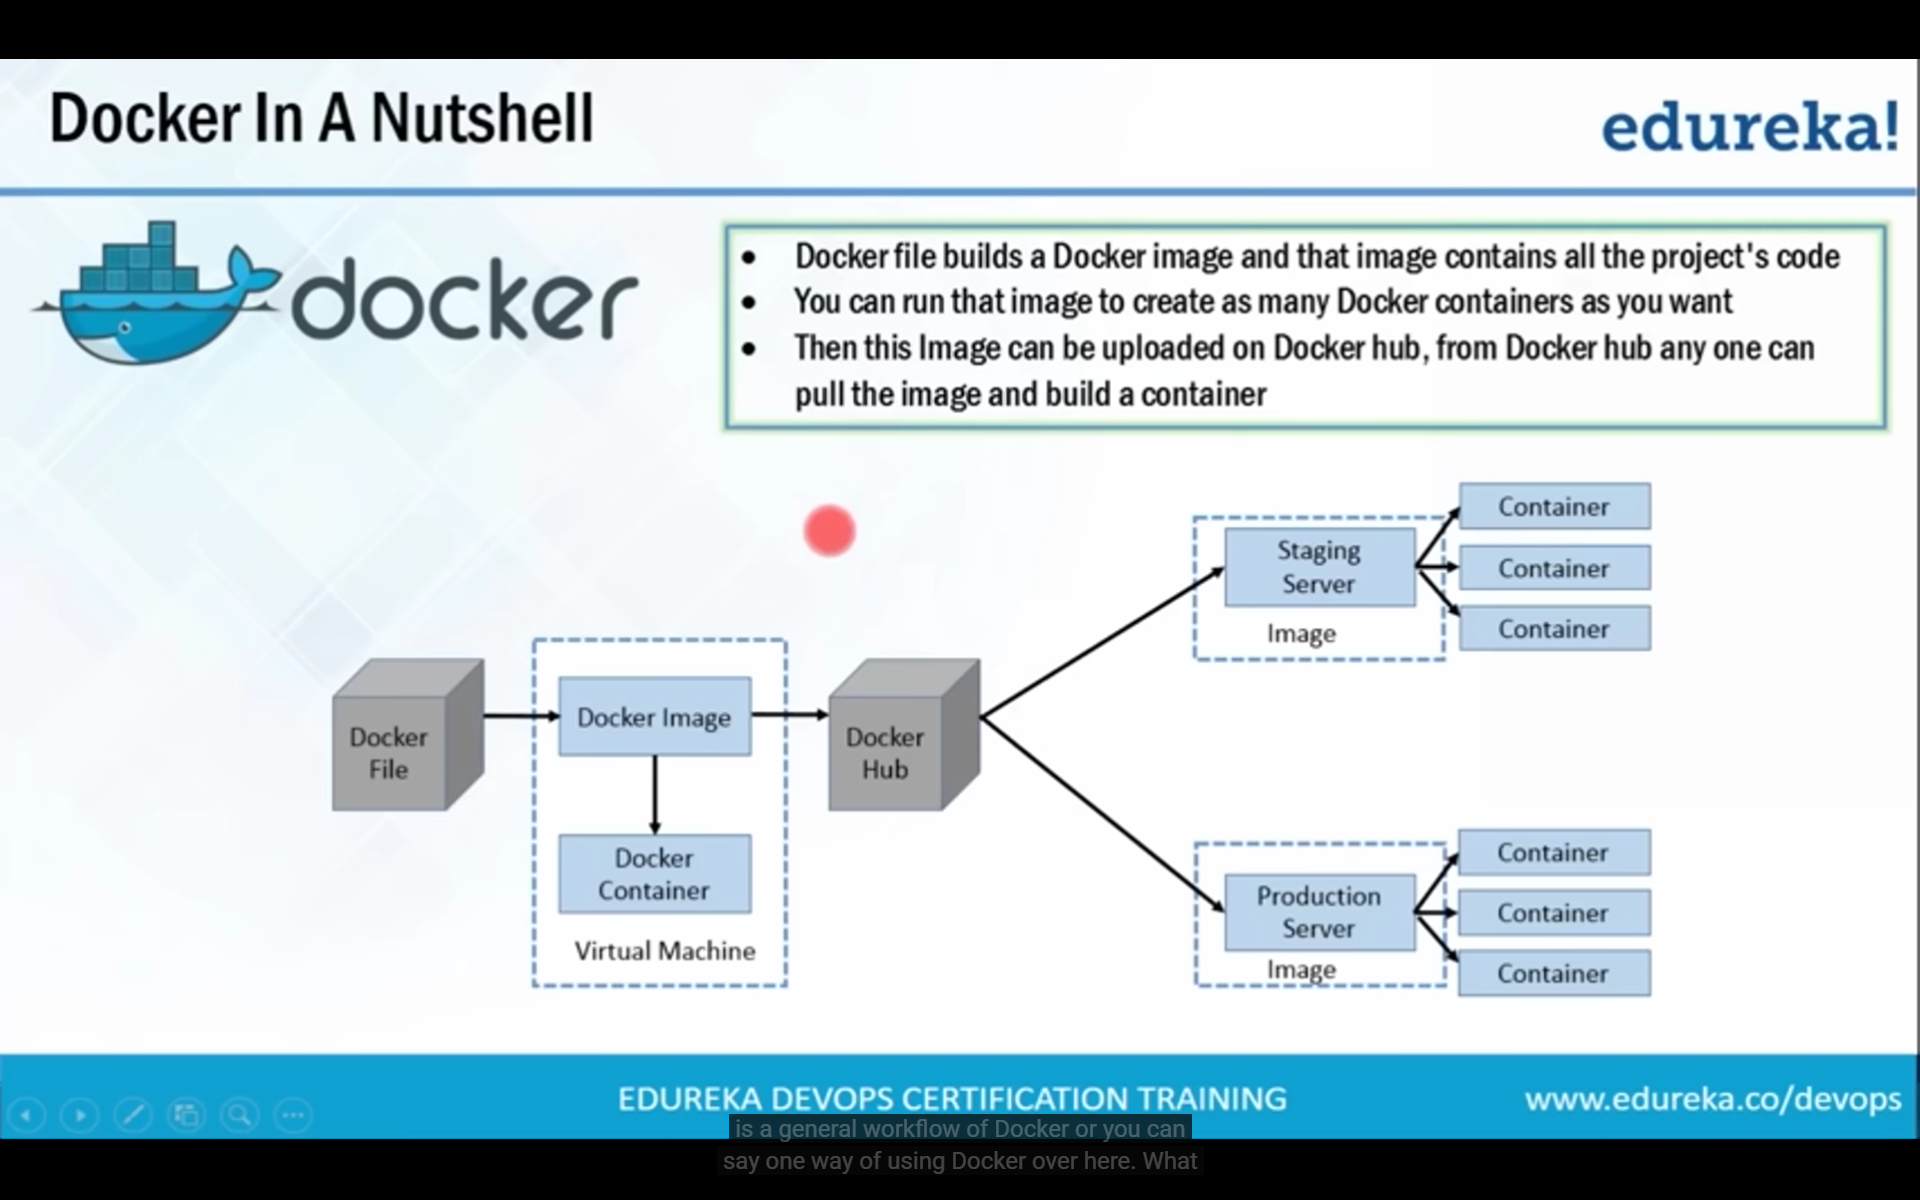 Docker In A Nutshell
edureka!
docker
Docker file builds a Docker image and that image contains all the project's code
You can run that image to create as many Docker containers as you want
Then this Image can be uploaded on Docker hub, from Docker hub any one can
pull the image and build a container
Docker
File
Docker Image
Docker
Container
Virtual Machine
Docker
Hub
Staging
Server
Image
Container
Container
Container
Production
Server
Image
Container
Container
Container
EDUREKA DEVOPS CERTIFICATION TRAINING
www.edureka.co/devops
is a general workflow of Docker or you can
say one way of using Docker over here. What